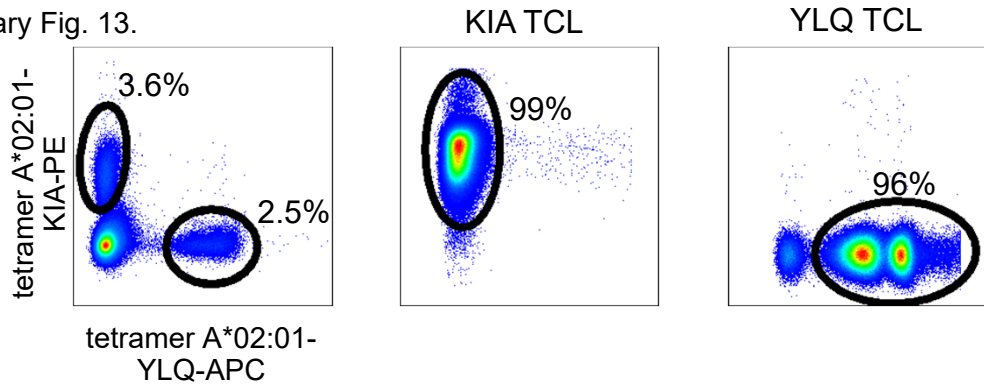 ary Fig. 13.
KIA TCL
YLQ TCL
tetramer A*02:01-
KIA-PE
3.6%
2.5%
99%
96%
tetramer A*02:01-
YLQ-APC